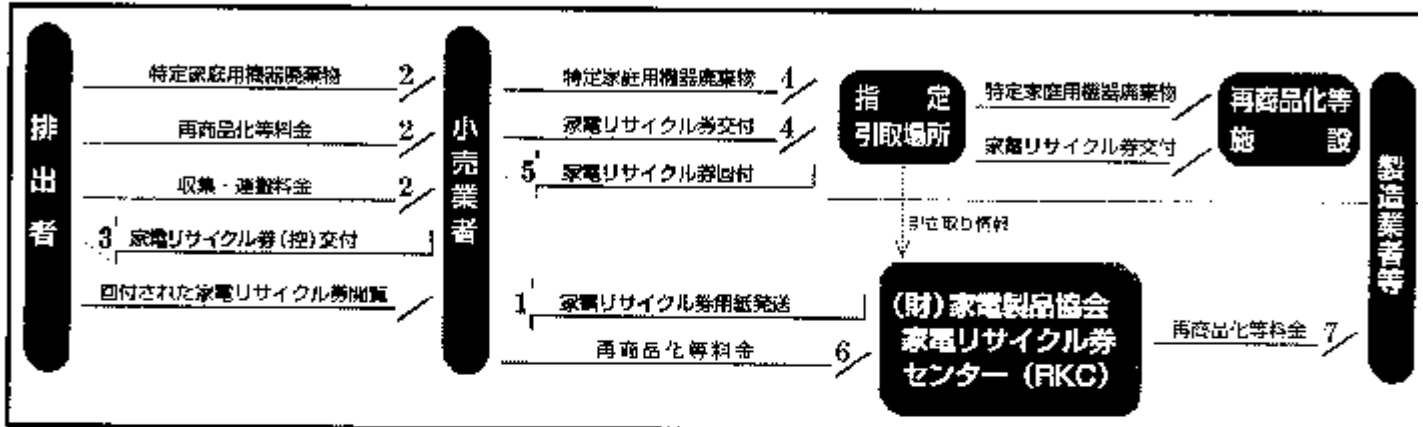 排出者
特定家庭用機器廃棄物 2
再商品化等料金 2
収集・運搬料金 2
3 家電リサイクル券(控)交付
回付された家電リサイクル券閲覧
小売業者
特定家庭用機器廃棄物 4
家電リサイクル券交付 4
5 家電リサイクル券回付
1 家電リサイクル券用紙発送
再商品化等料金 6
指定
引取場所
引き取り情報
(財)家電製品協会
家電リサイクル券
センター(RKC)
特定家庭用機器廃棄物
家電リサイクル券交付
再商品化等
施設
再商品化等料金 7
製造業者等